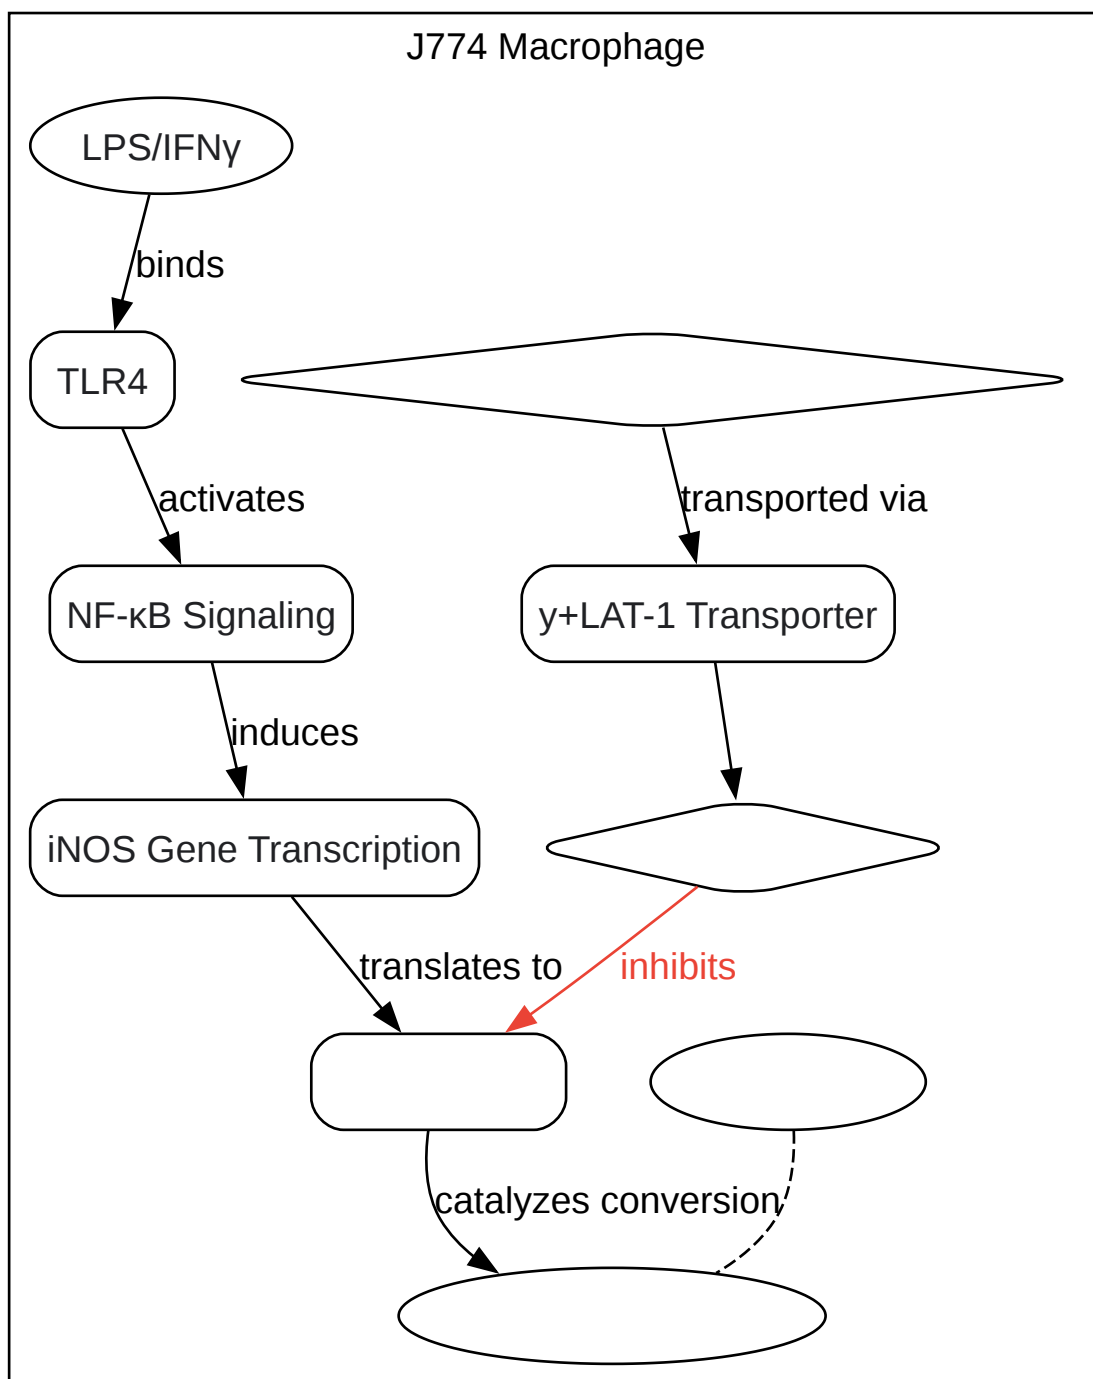 J774 Macrophage
LPS/IFNγ
binds
TLR4
activates
transported via
NF-κB Signaling
y+LAT-1 Transporter
induces
iNOS Gene Transcription
translates to
inhibits
catalyzes conversion